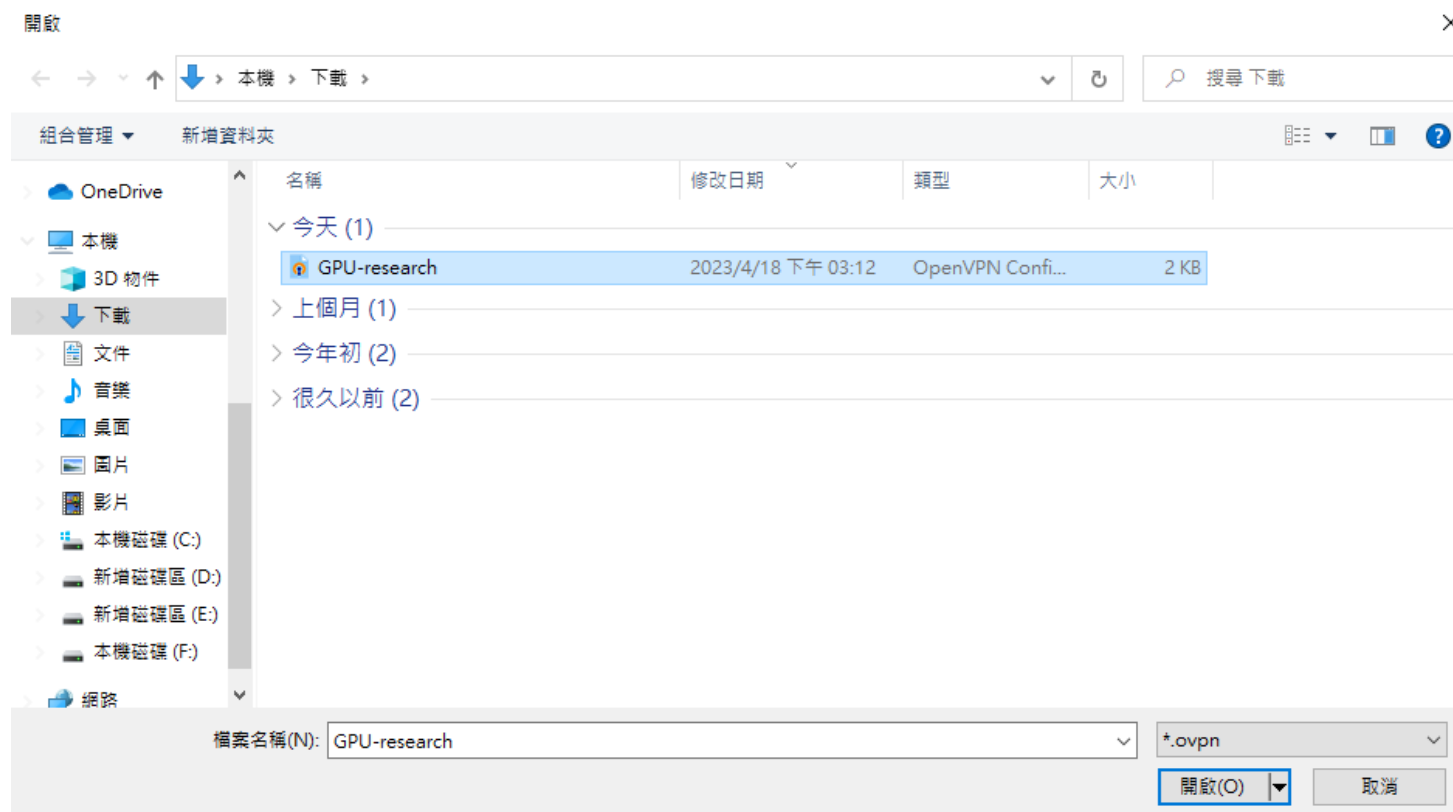 開啟
本機 › 下載 ›
搜尋 下載
組合管理
新增資料夾
名稱
修改日期
類型
大小
OneDrive
本機
3D 物件
下載
文件
音樂
桌面
圖片
影片
本機磁碟 (C:)
新增磁碟區 (D:)
新增磁碟區 (E:)
本機磁碟 (F:)
網路
今天 (1)
GPU-research 2023/4/18 下午 03:12 OpenVPN Confi... 2 KB
上個月 (1)
今年初 (2)
很久以前 (2)
檔案名稱(N): GPU-research
*.ovpn
開啟(O)
取消